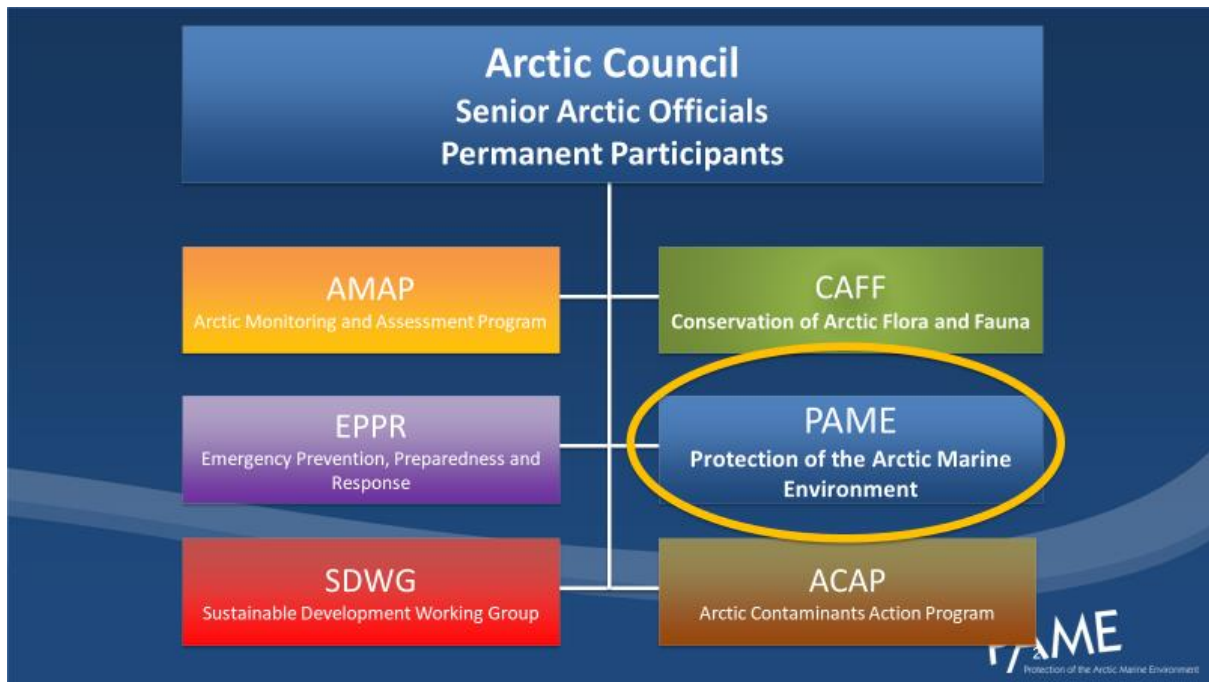 Arctic Council
Senior Arctic Officials
Permanent Participants
AMAP
Arctic Monitoring and Assessment Program
CAFF
Conservation of Arctic Flora and Fauna
EPPR
Emergency Prevention, Preparedness and
Response
PAME
Protection of the Arctic Marine
Environment
SDWG
Sustainable Development Working Group
ACAP
Arctic Contaminants Action Program
PAME
Protection of the Arctic Marine Environment